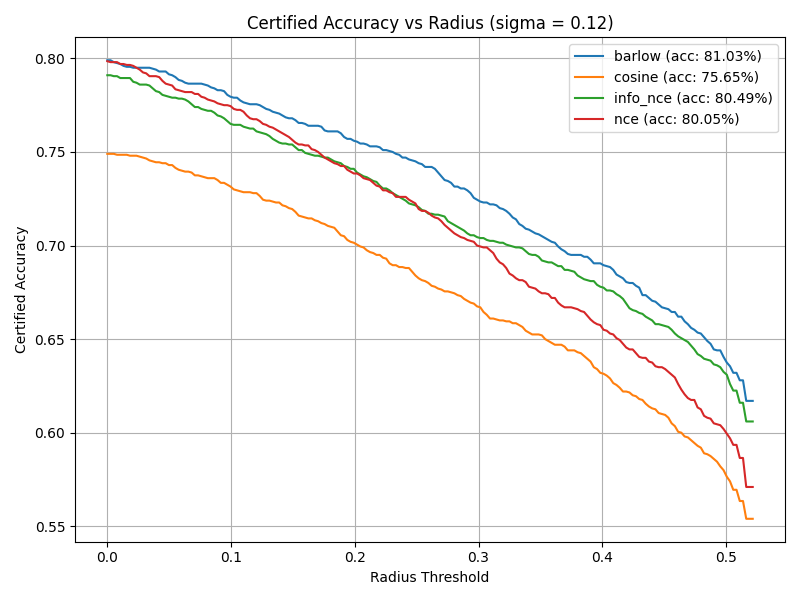 Certified Accuracy vs Radius (sigma = 0.12)
barlow (acc: 81.03%)
cosine (acc: 75.65%)
info_nce (acc: 80.49%)
nce (acc: 80.05%)
Certified Accuracy
0.80
0.75
0.70
0.65
0.60
0.55
0.0 0.1 0.2 0.3 0.4 0.5
Radius Threshold